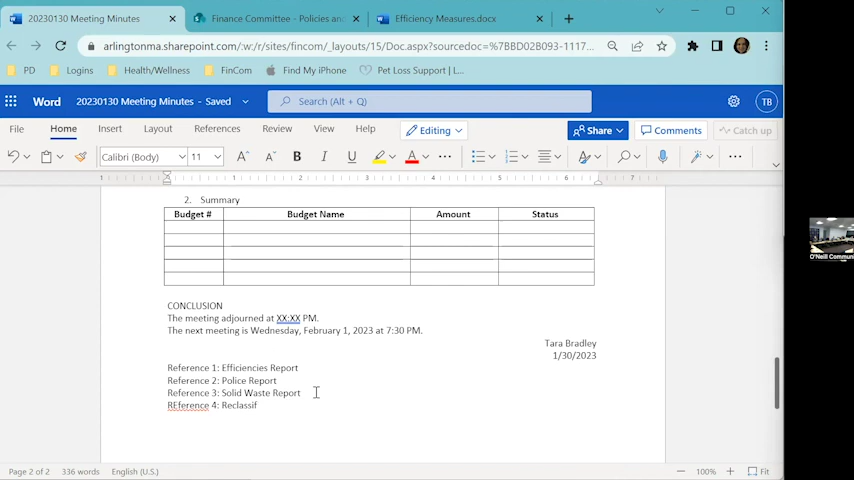 20230130 Meeting Minutes
Finance Committee - Policies and
Efficiency Measures.docx
arlingtonma.sharepoint.com/:w:/r/sites/fincom/_layouts/15/Doc.aspx?sourcedoc=%7BBD02B093-1117...
PD
Logins
Health/Wellness
FinCom
Find My iPhone
Pet Loss Support | L...
Word
20230130 Meeting Minutes - Saved
Search (Alt + Q)
TB
File
Home
Insert
Layout
References
Review
View
Help
Editing
Share
Comments
Catch up
Calibri (Body)
11
2. Summary
Budget # Budget Name Amount Status
CONCLUSION
The meeting adjourned at XX:XX PM.
The next meeting is Wednesday, February 1, 2023 at 7:30 PM.
Tara Bradley
1/30/2023
Reference 1: Efficiencies Report
Reference 2: Police Report
Reference 3: Solid Waste Report
REference 4: Reclassif
Page 2 of 2
336 words
English (U.S.)
100%
Fit
O'Neill Commun